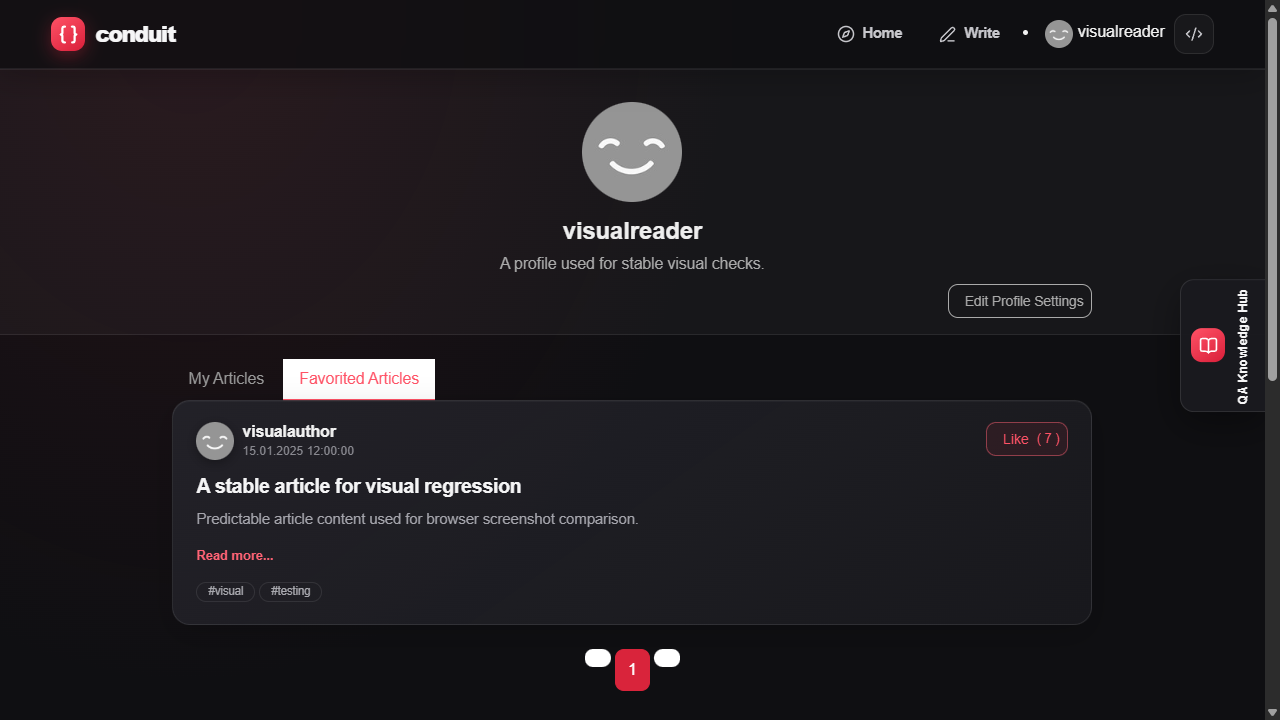 { } conduit
Home
Write
visualreader
</>
visualreader
A profile used for stable visual checks.
Edit Profile Settings
QA Knowledge Hub
My Articles
Favorited Articles
visualauthor
15.01.2025 12:00:00
Like ( 7 )
A stable article for visual regression
Predictable article content used for browser screenshot comparison.
Read more...
#visual #testing
1